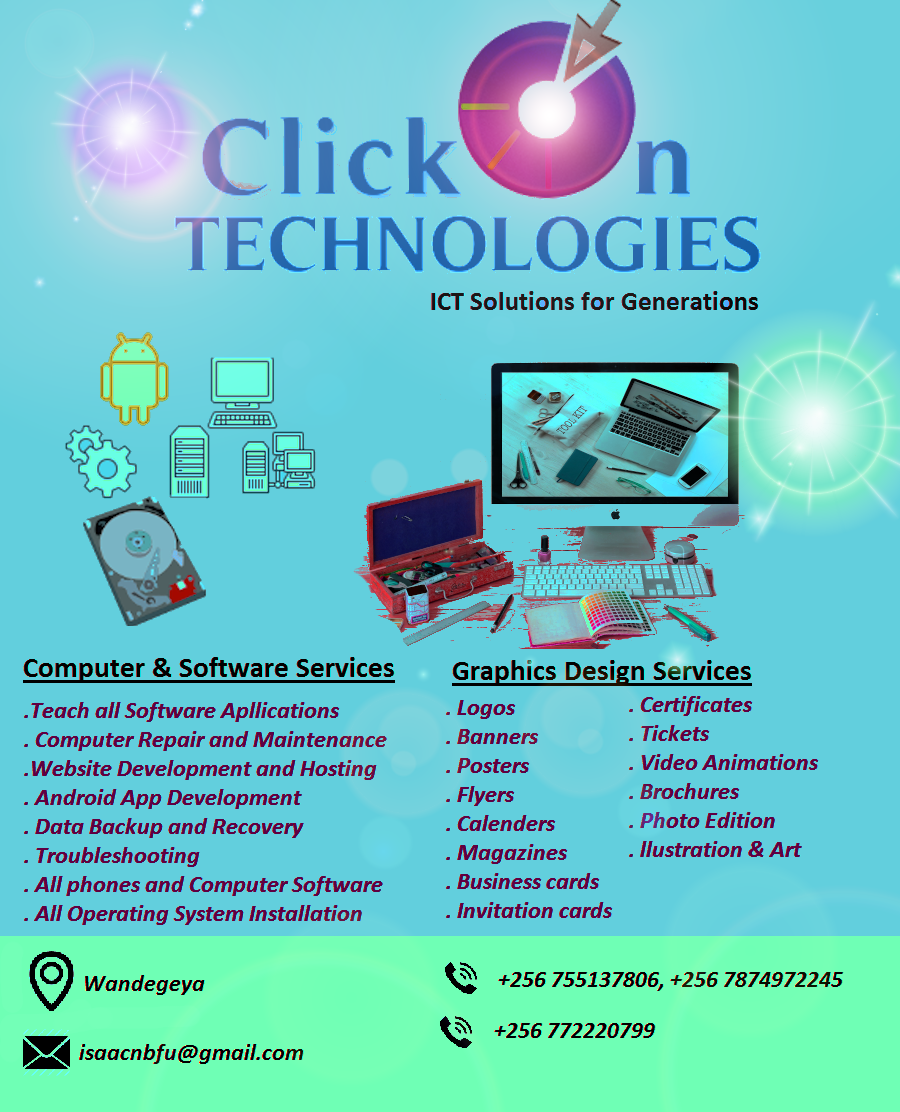 Click On
TECHNOLOGIES
ICT Solutions for Generations
TOOL KIT
Computer & Software Services
.Teach all Software Apllications
. Computer Repair and Maintenance
.Website Development and Hosting
. Android App Development
. Data Backup and Recovery
. Troubleshooting
. All phones and Computer Software
. All Operating System Installation
Graphics Design Services
. Logos
. Banners
. Posters
. Flyers
. Calenders
. Magazines
. Business cards
. Invitation cards
. Certificates
. Tickets
. Video Animations
. Brochures
. Photo Edition
. Ilustration & Art
Wandegeya
isaacnbfu@gmail.com
+256 755137806, +256 7874972245
+256 772220799